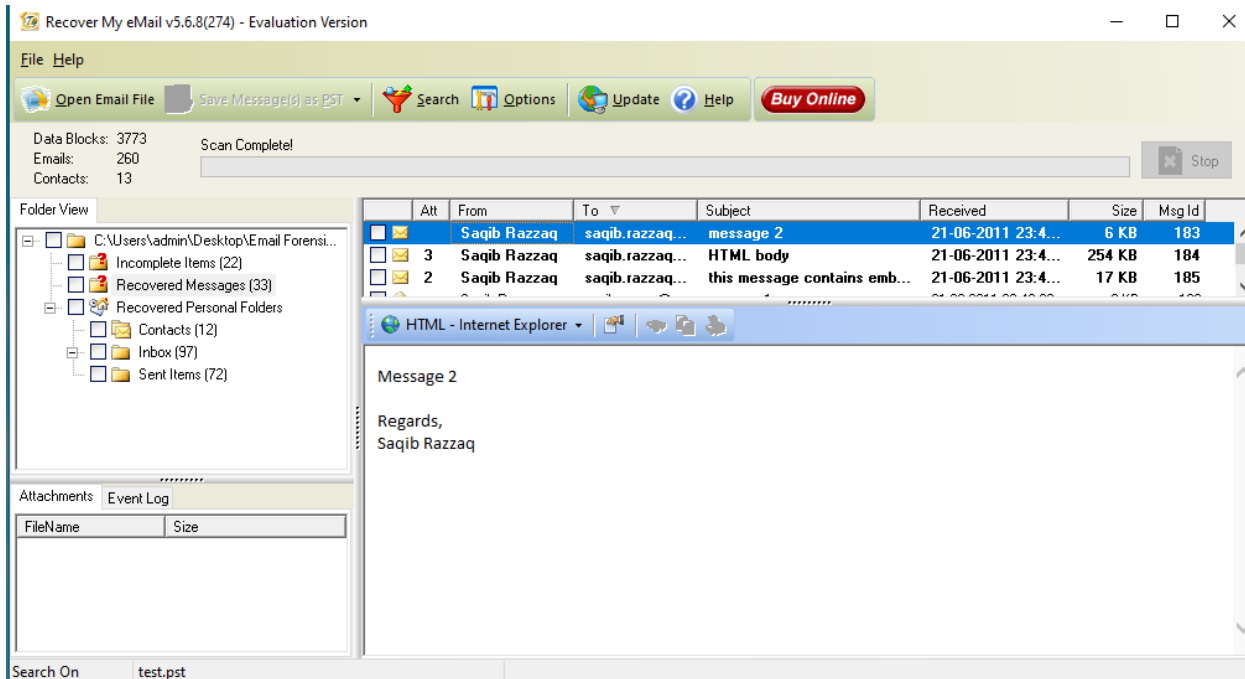 Recover My eMail v5.6.8(274) - Evaluation Version
File Help
Open Email File Save Message(s) as PST Search Options Update Help Buy Online
Data Blocks: 3773
Emails: 260
Contacts: 13
Scan Complete!
Stop
Folder View
C:\Users\admin\Desktop\Email Forensi...
Incomplete Items (22)
Recovered Messages (33)
Recovered Personal Folders
Contacts (12)
Inbox (97)
Sent Items (72)
Attachments Event Log
FileName Size
Att From To Subject Received Size Msg Id
Saqib Razzaq saqib.razzaq... message 2 21-06-2011 23:4... 6 KB 183
3 Saqib Razzaq saqib.razzaq... HTML body 21-06-2011 23:4... 254 KB 184
2 Saqib Razzaq saqib.razzaq... this message contains emb... 21-06-2011 23:4... 17 KB 185
HTML - Internet Explorer
Message 2
Regards,
Saqib Razzaq
Search On test.pst